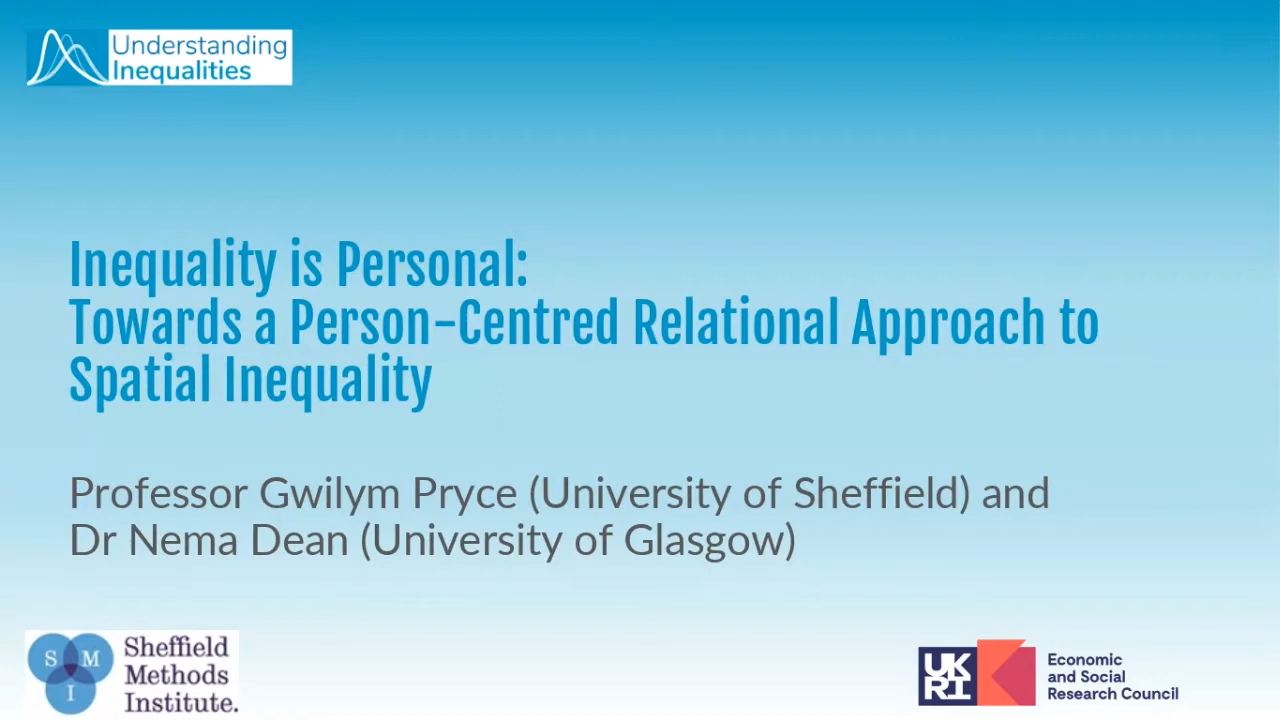 Understanding
Inequalities
Inequality is Personal:
Towards a Person-Centred Relational Approach to
Spatial Inequality
Professor Gwilym Pryce (University of Sheffield) and
Dr Nema Dean (University of Glasgow)
S M
I
Sheffield
Methods
Institute.
UK
RI
Economic
and Social
Research Council